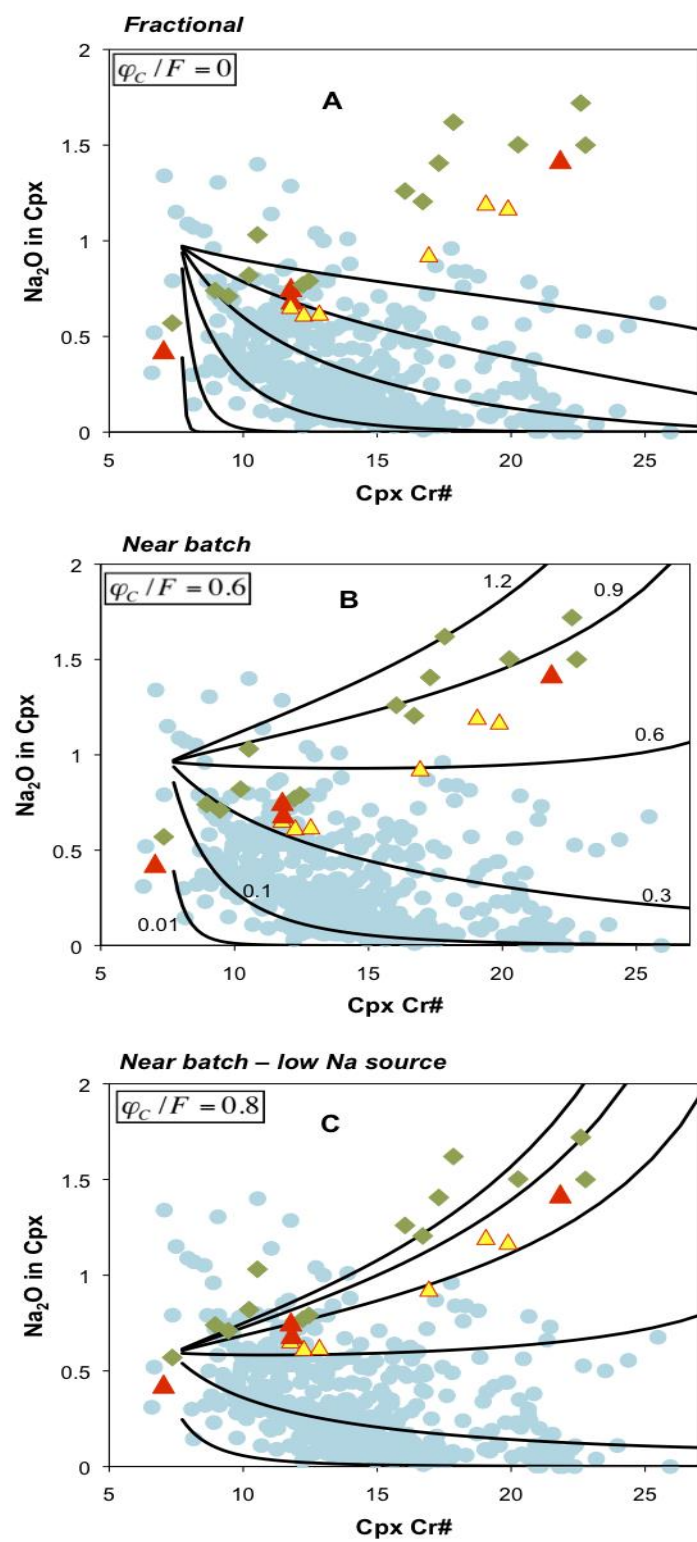 Fractional
φC /F = 0
A
2
1.5
1
0.5
0
Na2O in Cpx
5 10 15 20 25
Cpx Cr#
Near batch
φC /F = 0.6
B
1.2
0.9
0.6
0.3
0.1
0.01
2
1.5
1
0.5
0
Na2O in Cpx
5 10 15 20 25
Cpx Cr#
Near batch – low Na source
φC /F = 0.8
C
2
1.5
1
0.5
0
Na2O in Cpx
5 10 15 20 25
Cpx Cr#